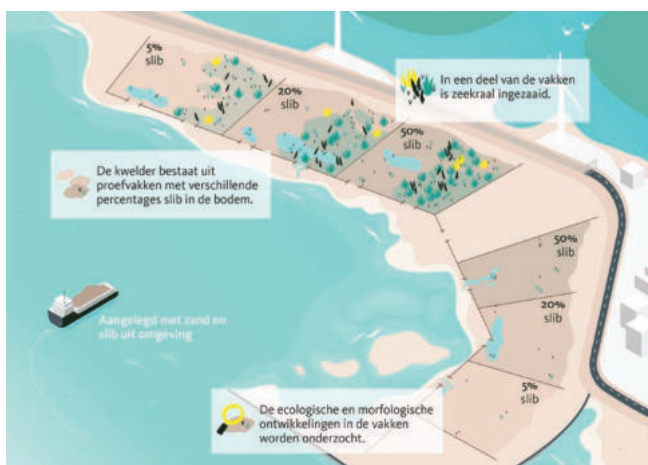 5%
slib
20%
slib
50%
slib
In een deel van de vakken
is zeekraal ingezaaid.
De kwelder bestaat uit
proefvakken met verschillende
percentages slib in de bodem.
50%
slib
20%
slib
5%
slib
Aangelegd met zand en
slib uit omgeving
De ecologische en morfologische
ontwikkelingen in de vakken
worden onderzocht.